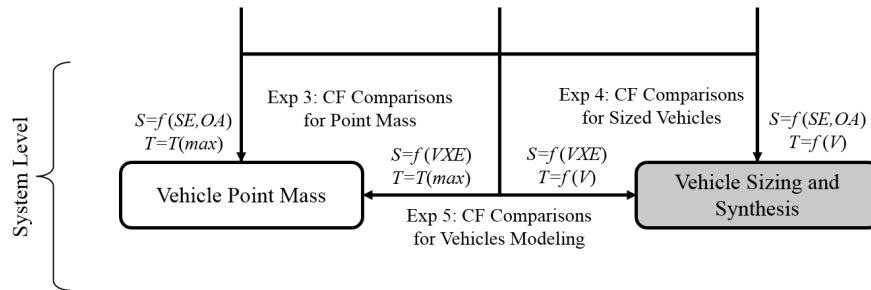 System Level
Exp 3: CF Comparisons
for Point Mass
Exp 4: CF Comparisons
for Sized Vehicles
S=f(SE,OA)
T=T(max)
S=f(VXE)
T=T(max)
S=f(VXE)
T=f(V)
S=f(SE,OA)
T=f(V)
Vehicle Point Mass
Vehicle Sizing and
Synthesis
Exp 5: CF Comparisons
for Vehicles Modeling